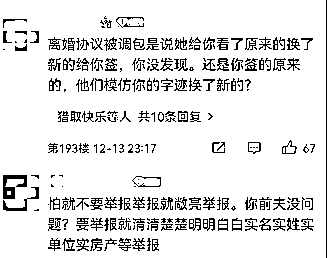 离婚协议被调包是说她给你看了原来的换了
新的给你签，你没发现。还是你签的原来
的，他们模仿你的字迹换了新的？
猎取快乐等人 共10条回复 >
第193楼 12-13 23:17 67
怕就不要举报举报就敞亮举报。你前夫没问
题？要举报就清清楚楚明明白白实名实姓实
单位实房产等举报